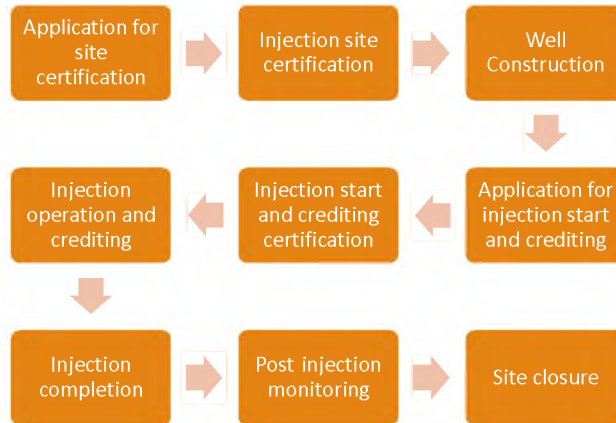 Application for
site
certification
Injection site
certification
Well
Construction
Application for
injection start
and crediting
Injection start
and crediting
certification
Injection
operation and
crediting
Injection
completion
Post injection
monitoring
Site closure